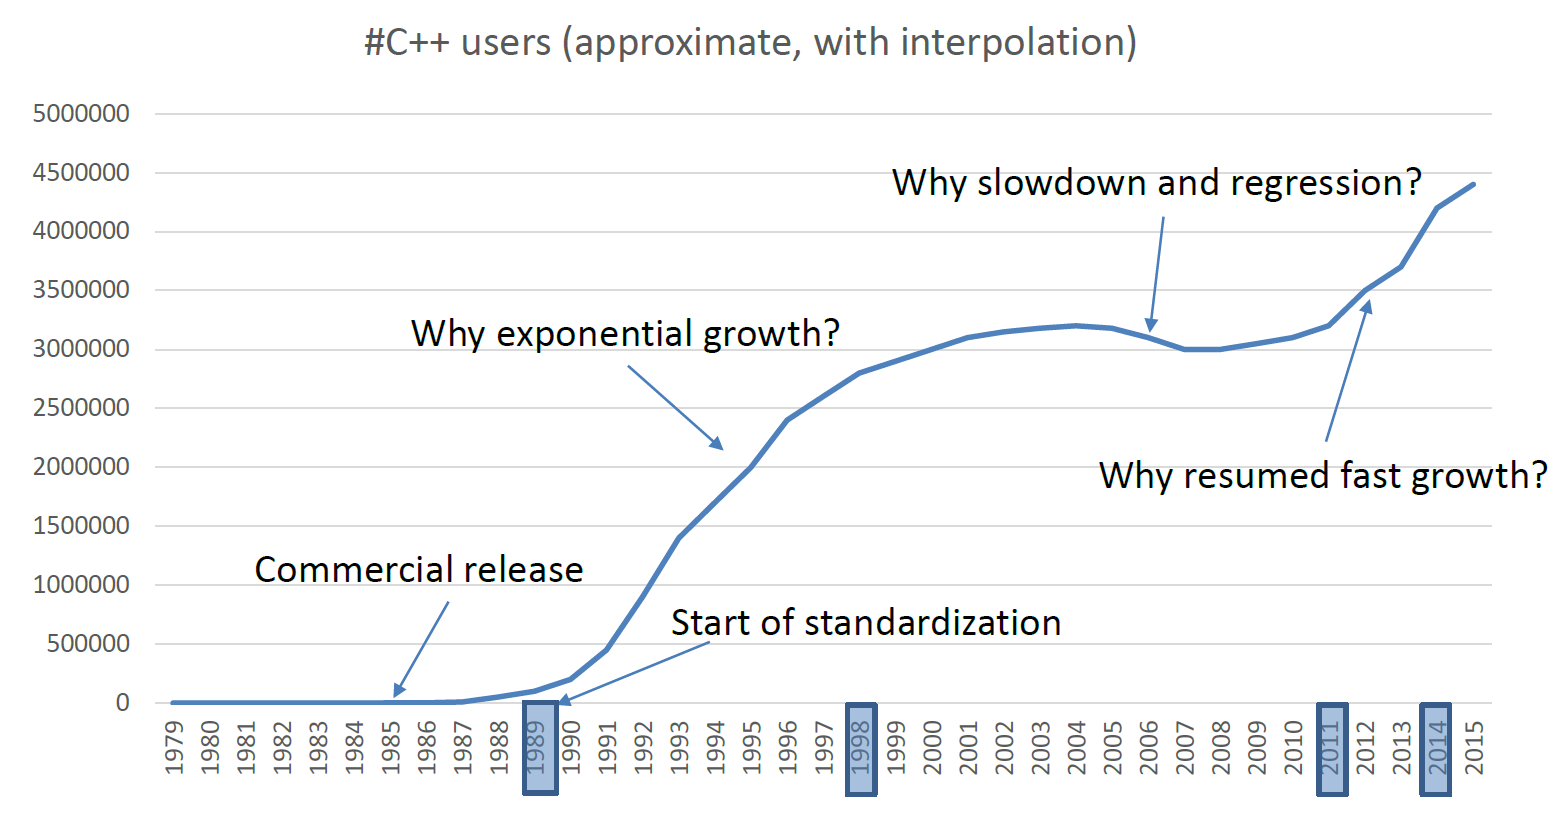 #C++ users (approximate, with interpolation)
5000000
4500000
Why slowdown and regression?
4000000
3500000
Why exponential growth?
3000000
2500000
Why resumed fast growth?
2000000
1500000
Commercial release
1000000
Start of standardization
500000
0
1979 1980 1981 1982 1983 1984 1985 1986 1987 1988 1989 1990 1991 1992 1993 1994 1995 1996 1997 1998 1999 2000 2001 2002 2003 2004 2005 2006 2007 2008 2009 2010 2011 2012 2013 2014 2015